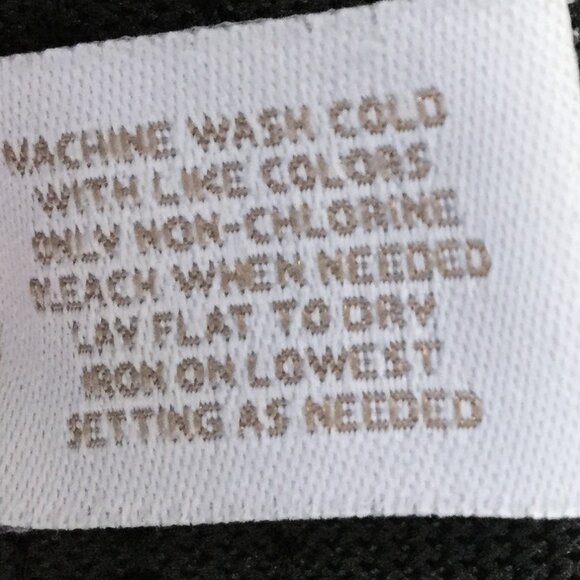 MACHINE WASH COLD
WITH LIKE COLORS
ONLY NON-CHLORINE
BLEACH WHEN NEEDED
LAY FLAT TO DRY
IRON ON LOWEST
SETTING AS NEEDED